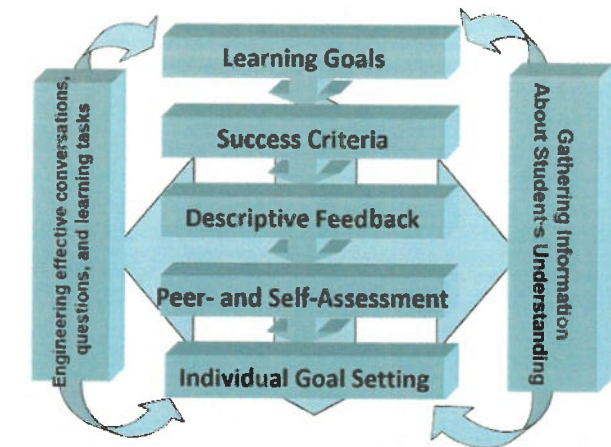 Engineering effective conversations,
questions, and learning tasks
Learning Goals
Success Criteria
Descriptive Feedback
Peer- and Self-Assessment
Individual Goal Setting
Gathering Information
About Student's Understanding